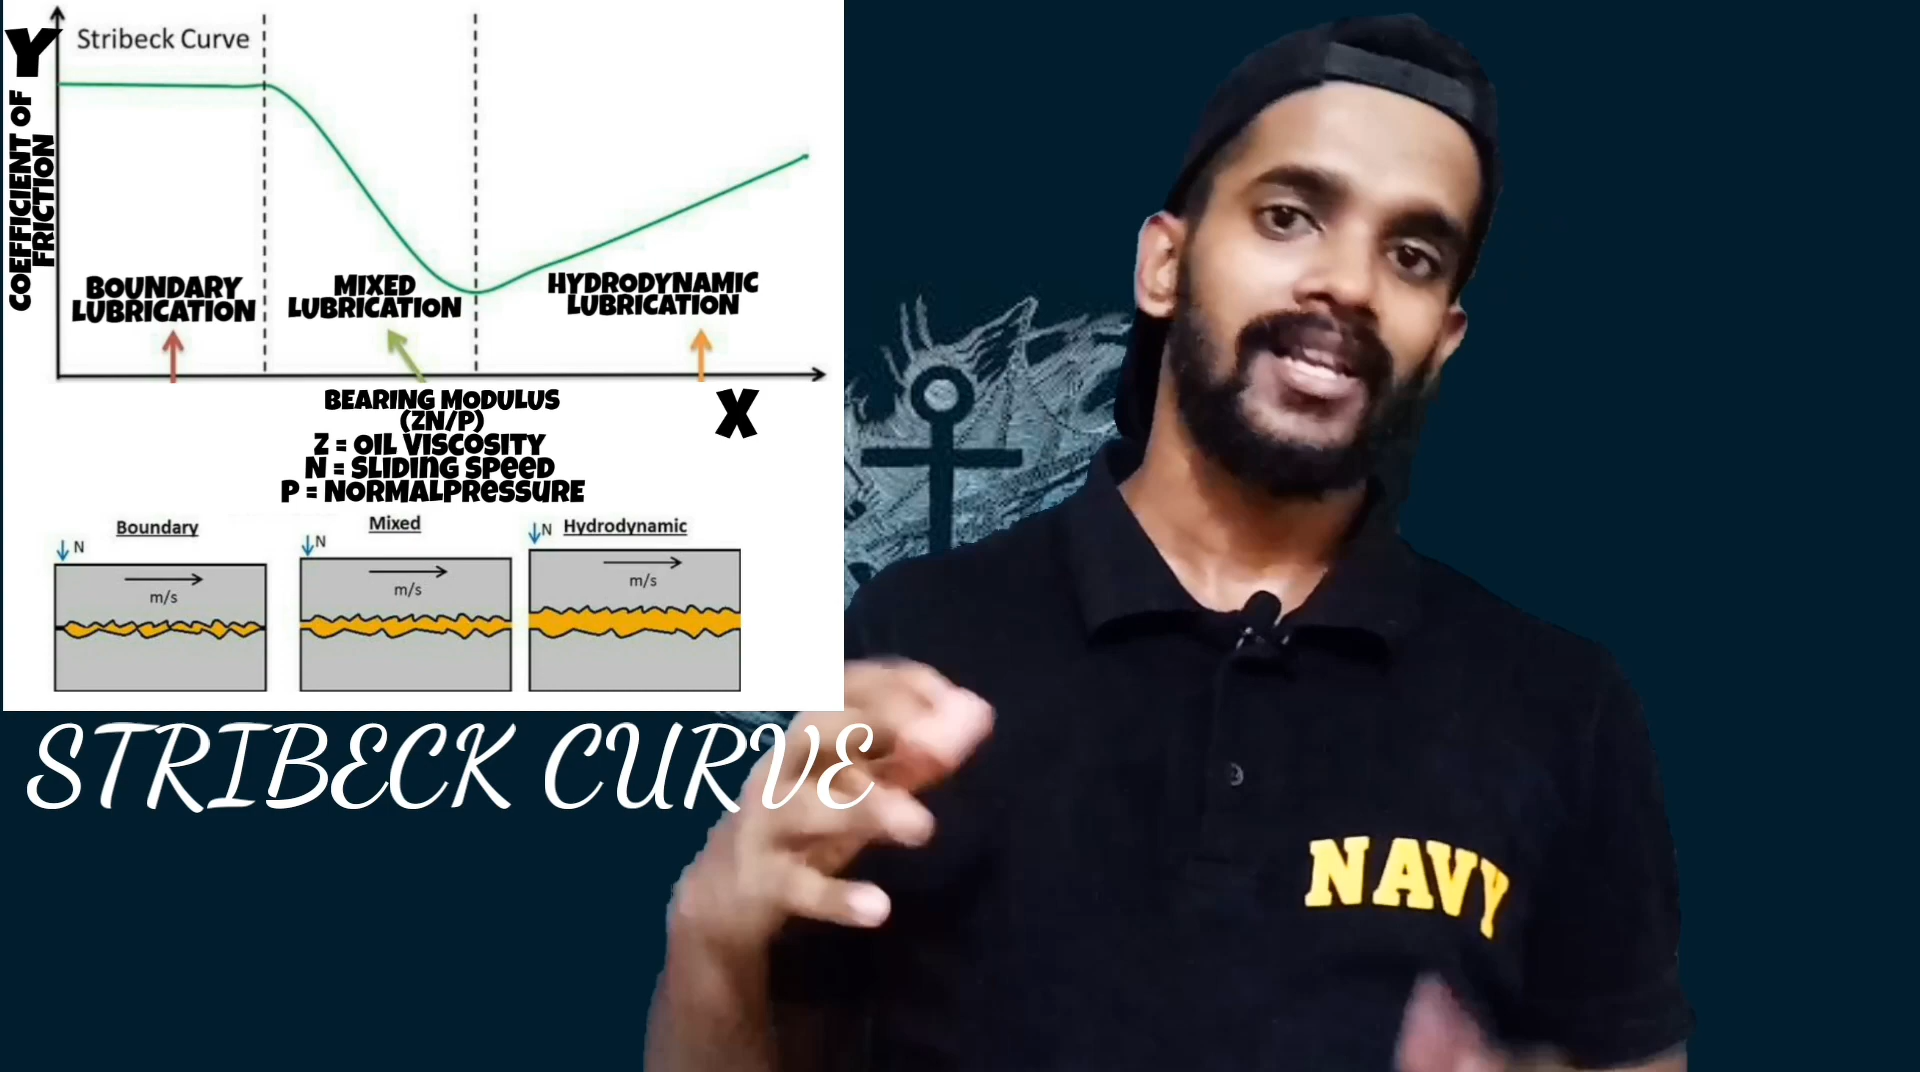 Y
Stribeck Curve
COEFFICIENT OF
FRICTION
BOUNDARY
LUBRICATION
MIXED
LUBRICATION
HYDRODYNAMIC
LUBRICATION
X
BEARING MODULUS
(ZN/P)
Z = OIL VISCOSITY
N = SLIDING SPEED
P = NORMALPRESSURE
Boundary
N
m/s
Mixed
N
m/s
Hydrodynamic
N
m/s
STRIBECK CURVE
NAVY